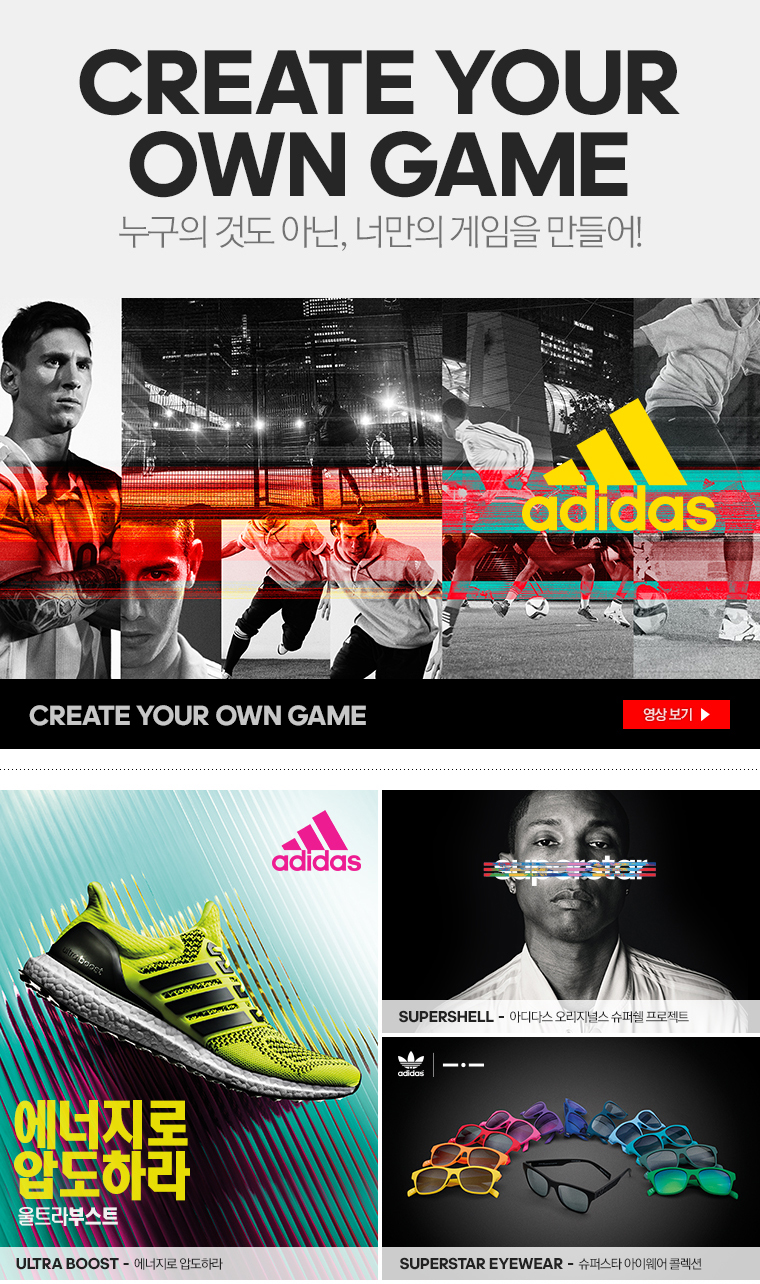 CREATE YOUR
OWN GAME
누구의 것도 아닌, 너만의 게임을 만들어!
adidas
CREATE YOUR OWN GAME
영상 보기
adidas
ultraboost
에너지로
압도하라
울트라부스트
ULTRA BOOST - 에너지로 압도하라
superstar
SUPERSHELL - 아디다스 오리지널스 슈퍼쉘 프로젝트
adidas
SUPERSTAR EYEWEAR - 슈퍼스타 아이웨어 콜렉션